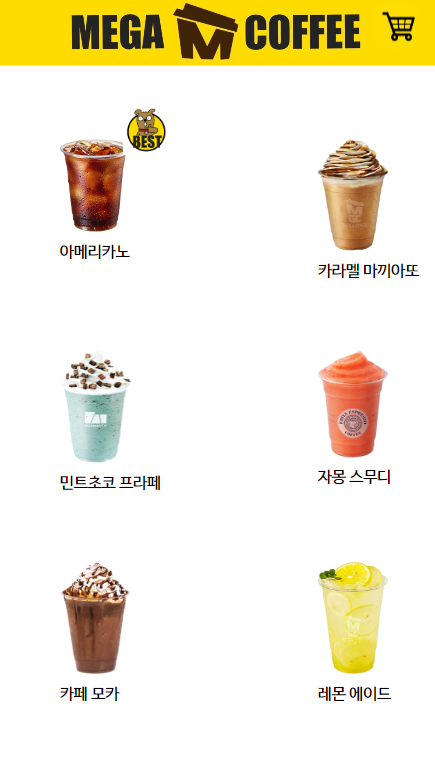 MEGA COFFEE
BEST
아메리카노
카라멜 마끼아또
민트초코 프라페
자몽 스무디
카페 모카
레몬 에이드